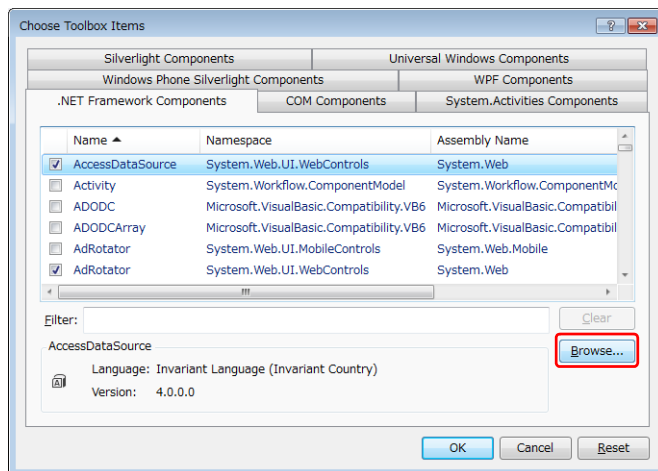 Choose Toolbox Items
Silverlight Components Universal Windows Components
Windows Phone Silverlight Components WPF Components
.NET Framework Components COM Components System.Activities Components
Name Namespace Assembly Name
AccessDataSource System.Web.UI.WebControls System.Web
Activity System.Workflow.ComponentModel System.Workflow.ComponentMo
ADODC Microsoft.VisualBasic.Compatibility.VB6 Microsoft.VisualBasic.Compatibil
ADODCArray Microsoft.VisualBasic.Compatibility.VB6 Microsoft.VisualBasic.Compatibil
AdRotator System.Web.UI.MobileControls System.Web.Mobile
AdRotator System.Web.UI.WebControls System.Web
Filter: Clear
AccessDataSource Browse...
Language: Invariant Language (Invariant Country)
Version: 4.0.0.0
OK Cancel Reset